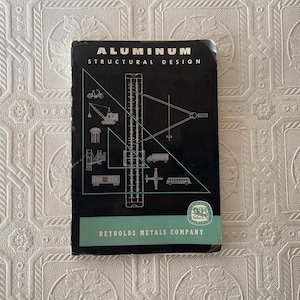 ALUMINUM
STRUCTURAL DESIGN
REYNOLDS METALS COMPANY